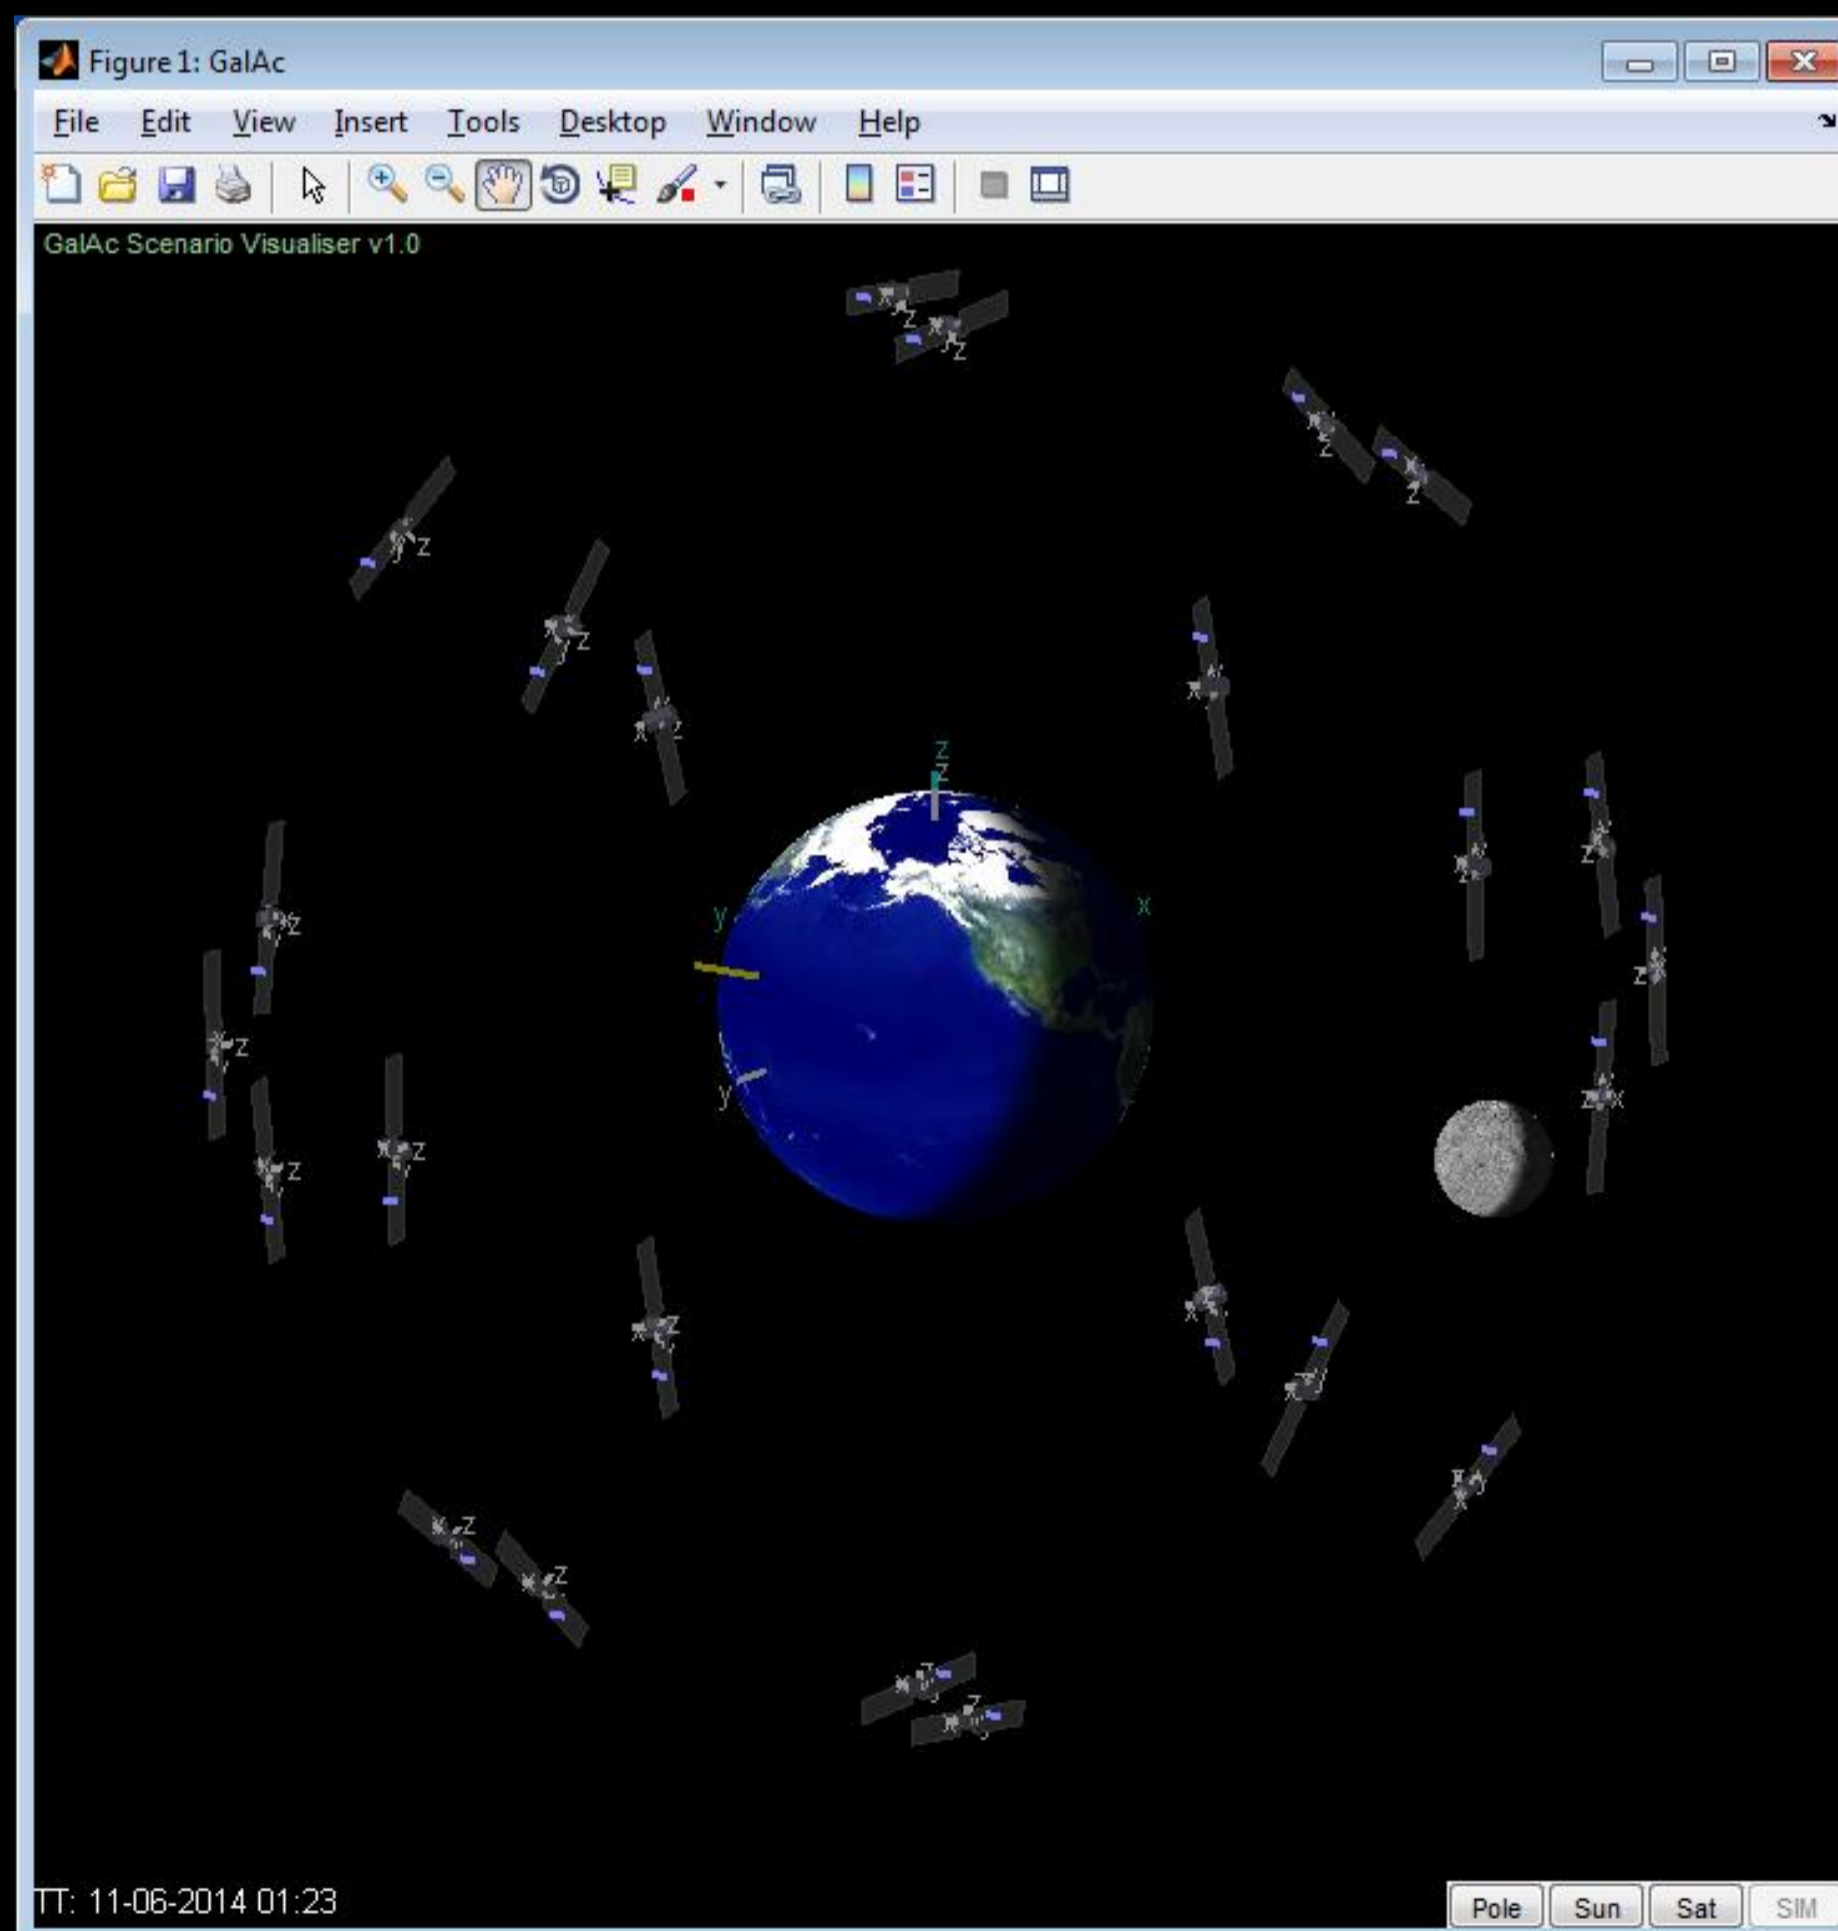 Figure 1: GalAc
File Edit View Insert Tools Desktop Window Help
GalAc Scenario Visualiser v1.0
z
z
y
x
y
TT: 11-06-2014 01:23
Pole Sun Sat SIM